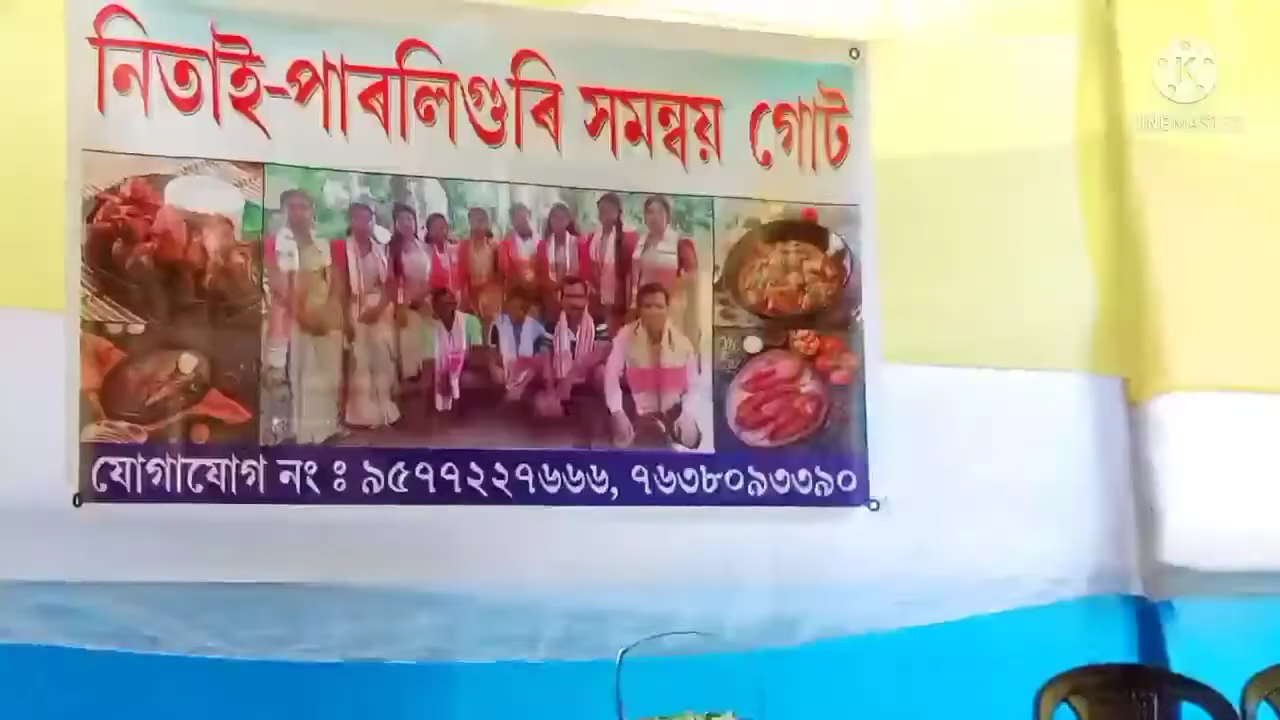 নিতাই-পাৰলিগুৰি সমন্বয় গোট
যোগাযোগ নং ঃ ৯৫৭৭২২৭৬৬৬, ৭৬৩৮০৯৩৩৯০